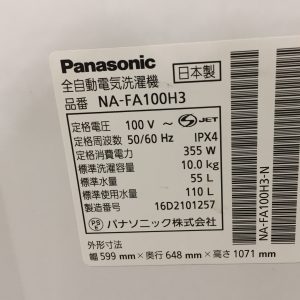 Panasonic
全自動電気洗濯機 日本製
品番 NA-FA100H3
定格電圧 100 V ~ JET
定格周波数 50/60 Hz IPX4
定格消費電力 355 W
標準洗濯容量 10.0 kg
標準水量 55 L
標準使用水量 110 L
製造番号 16D2101257
PSE パナソニック株式会社
外形寸法
幅 599 mm×奥行 648 mm×高さ 1071 mm
NA-FA100H3-N